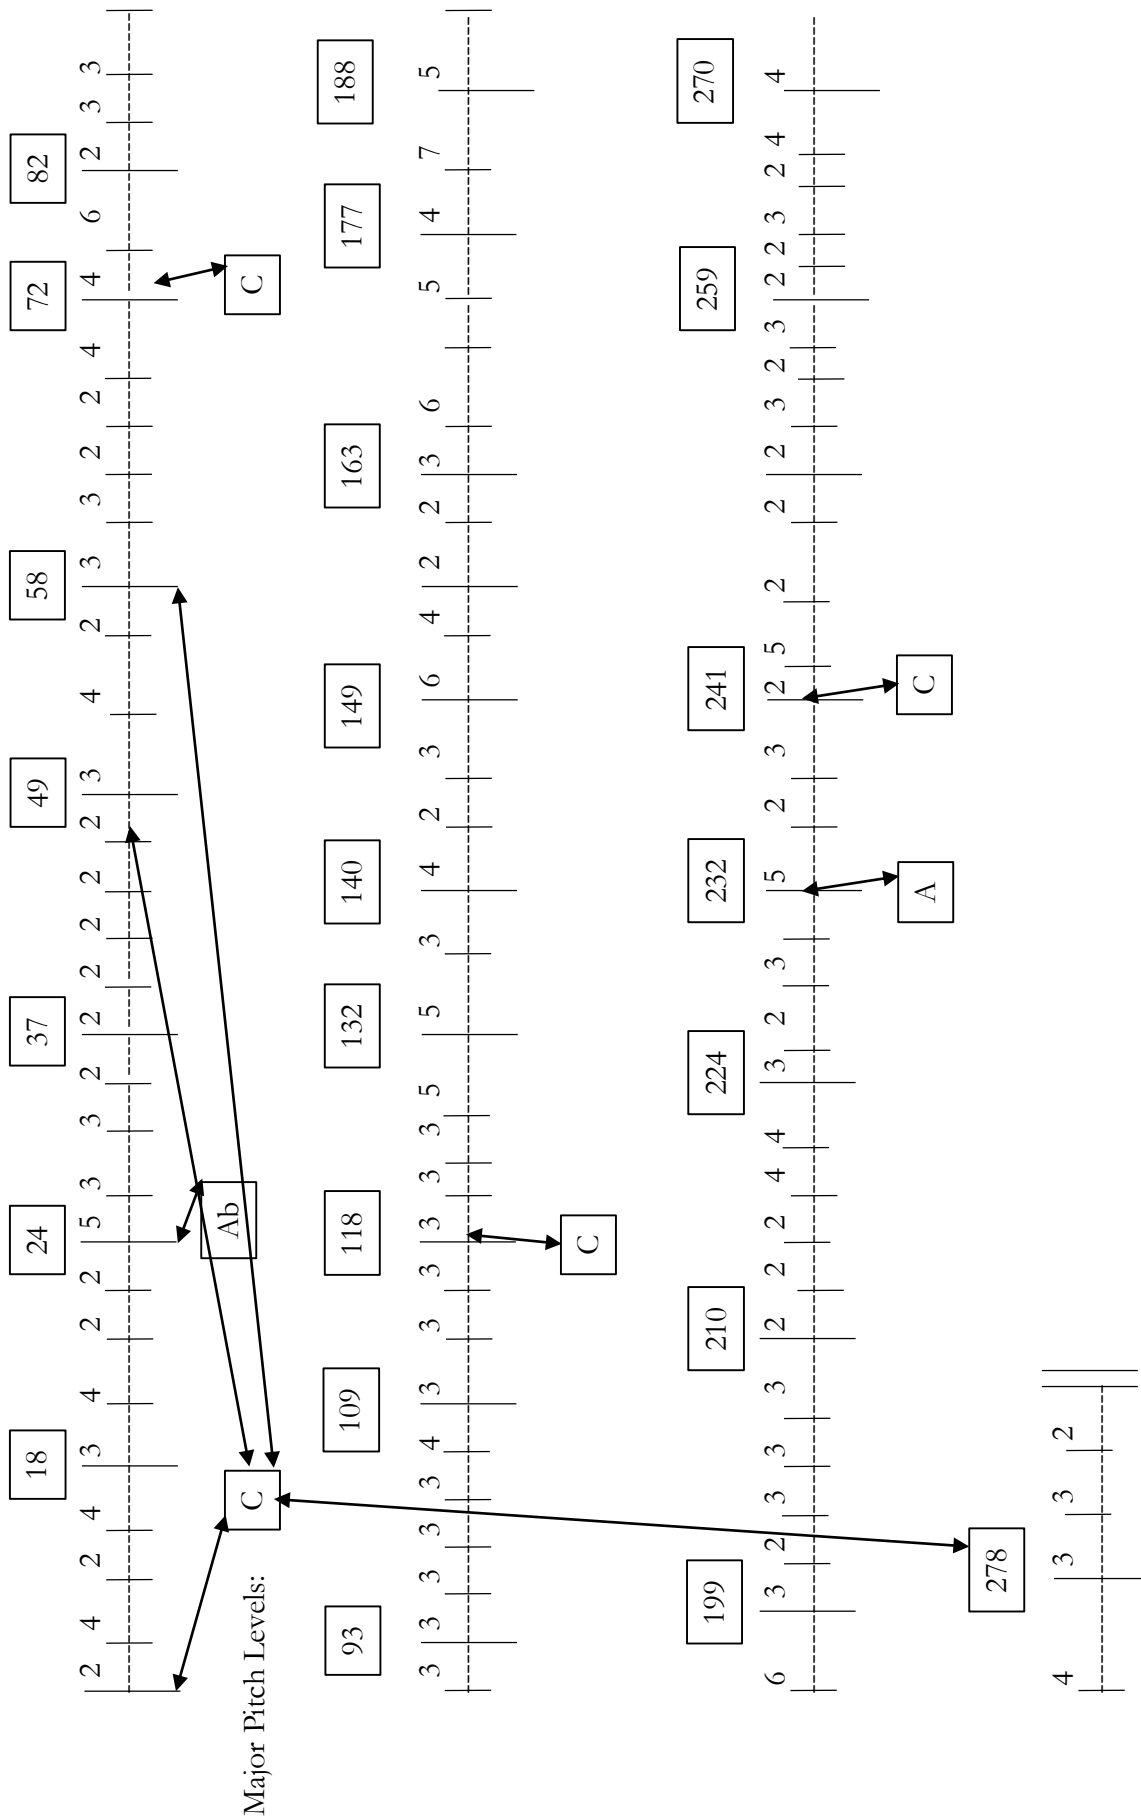 18 24 37 49 58 72 82
2 4 2 4 3 4 2 2 5 3 3 2 2 2 2 2 2 3 4 2 3 3 2 2 4 4 6 2 3 3
Major Pitch Levels: C Ab C
93 109 118 132 140 149 163 177 188
3 3 3 3 3 4 3 3 3 3 3 3 5 5 3 4 2 3 6 4 2 2 3 6 5 4 7 5
C
199 210 224 232 241 259 270
6 3 2 3 3 3 2 2 2 4 4 3 2 3 5 2 3 2 5 2 2 2 3 2 3 2 2 3 2 4 4
A C
278
4 3 3 2